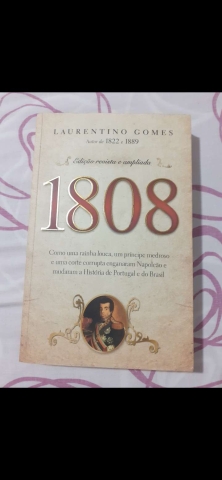 LAURENTINO GOMES
Autor de 1822 e 1889
Edição revista e ampliada
1808
Como uma rainha louca, um príncipe medroso
e uma corte corrupta enganaram Napoleão e
mudaram a História de Portugal e do Brasil